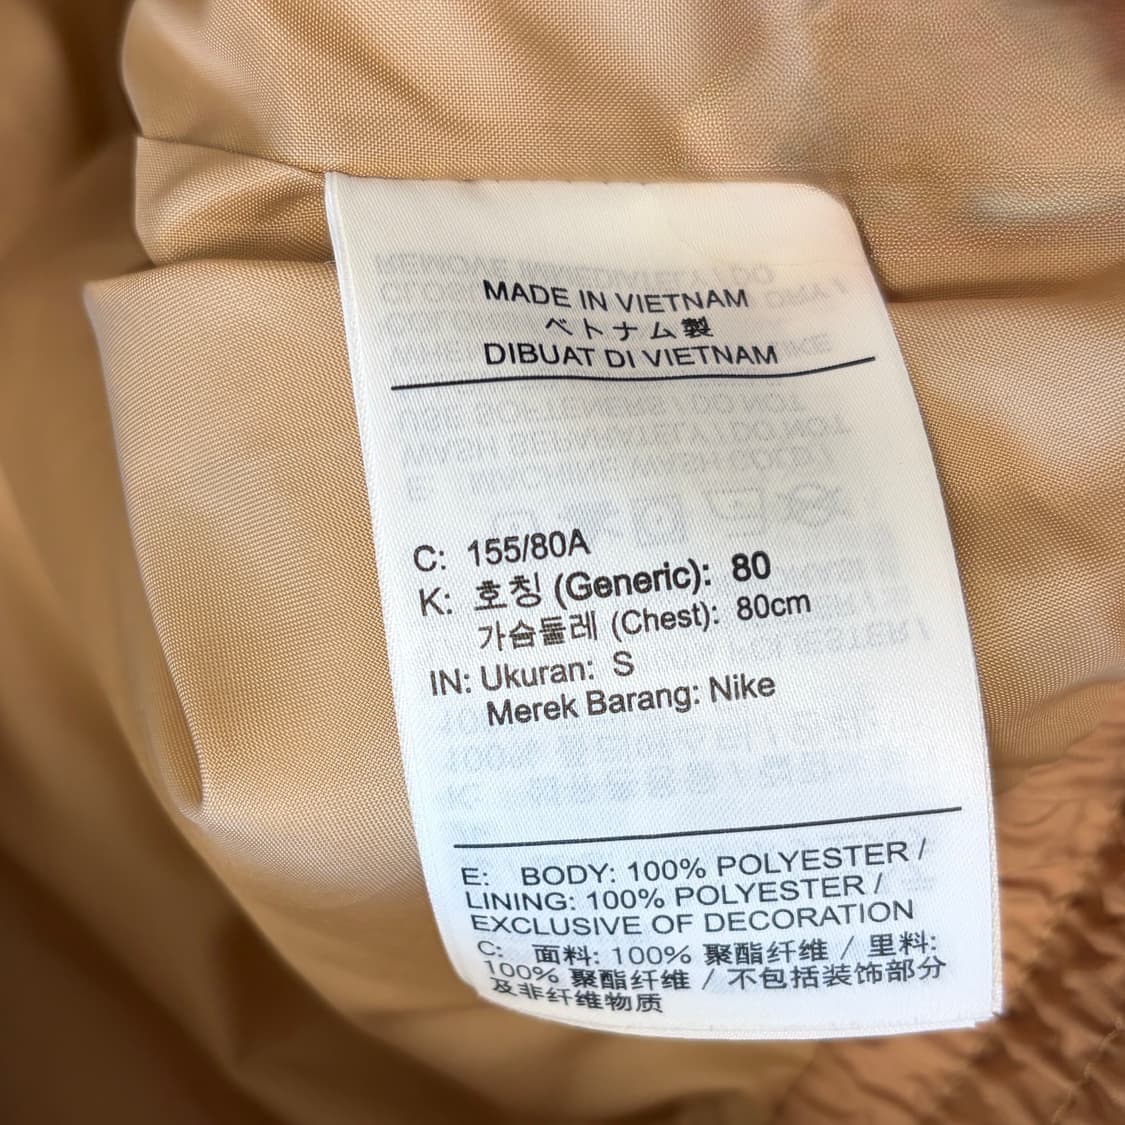 MADE IN VIETNAM
ベトナム製
DIBUAT DI VIETNAM
C: 155/80A
K: 호칭 (Generic): 80
가슴둘레 (Chest): 80cm
IN: Ukuran: S
Merek Barang: Nike
E: BODY: 100% POLYESTER /
LINING: 100% POLYESTER /
EXCLUSIVE OF DECORATION
C: 面料: 100% 聚酯纤维 / 里料:
100% 聚酯纤维 / 不包括装饰部分
及非纤维物质